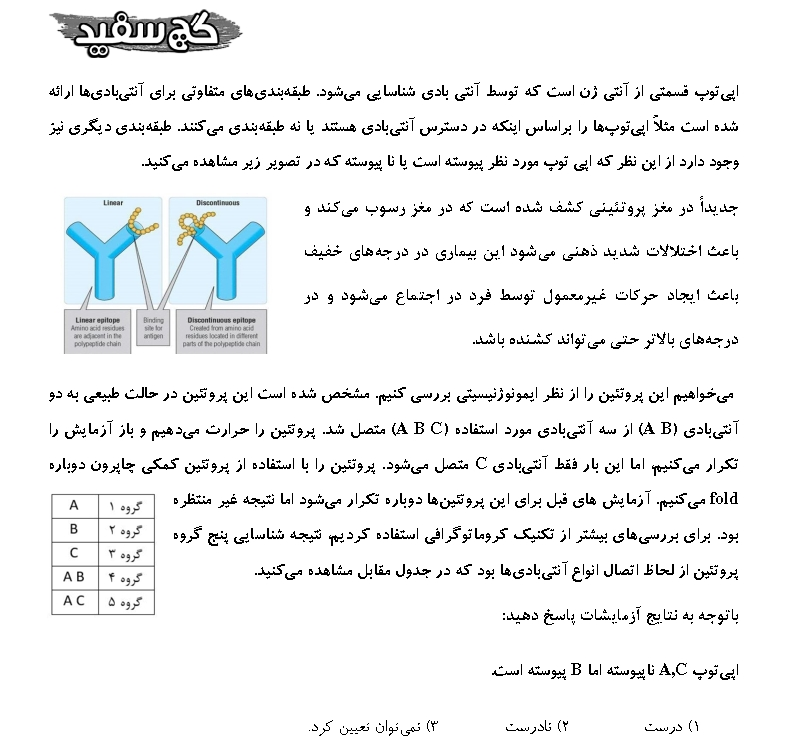 گچ سفید
اپی‌توپ قسمتی از آنتی ژن است که توسط آنتی بادی شناسایی می‌شود. طبقه‌بندی‌های متفاوتی برای آنتی‌بادی‌ها ارائه
شده است مثلاً اپی‌توپ‌ها را براساس اینکه در دسترس آنتی‌بادی هستند یا نه طبقه‌بندی می‌کنند. طبقه‌بندی دیگری نیز
وجود دارد از این نظر که اپی توپ مورد نظر پیوسته است یا نا پیوسته که در تصویر زیر مشاهده می‌کنید.
جدیداً در مغز پروتئینی کشف شده است که در مغز رسوب می‌کند و
باعث اختلالات شدید ذهنی می‌شود این بیماری در درجه‌های خفیف
باعث ایجاد حرکات غیرمعمول توسط فرد در اجتماع می‌شود و در
درجه‌های بالاتر حتی می‌تواند کشنده باشد.
Linear
Discontinuous
Linear epitope
Amino acid residues
are adjacent in the
polypeptide chain
Binding
site for
antigen
Discontinuous epitope
Created from amino acid
residues located in different
parts of the polypeptide chain
می‌خواهیم این پروتئین را از نظر ایمونوژنیسیتی بررسی کنیم. مشخص شده است این پروتئین در حالت طبیعی به دو
آنتی‌بادی (A B) از سه آنتی‌بادی مورد استفاده (A B C) متصل شد. پروتئین را حرارت می‌دهیم و باز آزمایش را
تکرار می‌کنیم، اما این بار فقط آنتی‌بادی C متصل می‌شود. پروتئین را با استفاده از پروتئین کمکی چاپرون دوباره
fold می‌کنیم. آزمایش های قبل برای این پروتئین‌ها دوباره تکرار می‌شود اما نتیجه غیر منتظره
بود. برای بررسی‌های بیشتر از تکنیک کروماتوگرافی استفاده کردیم، نتیجه شناسایی پنج گروه
پروتئین از لحاظ اتصال انواع آنتی‌بادی‌ها بود که در جدول مقابل مشاهده می‌کنید.
گروه ۱ A
گروه ۲ B
گروه ۳ C
گروه ۴ A B
گروه ۵ A C
باتوجه به نتایج آزمایشات پاسخ دهید:
اپی‌توپ A,C ناپیوسته اما B پیوسته است.
۱) درست ۲) نادرست ۳) نمی‌توان تعیین کرد.